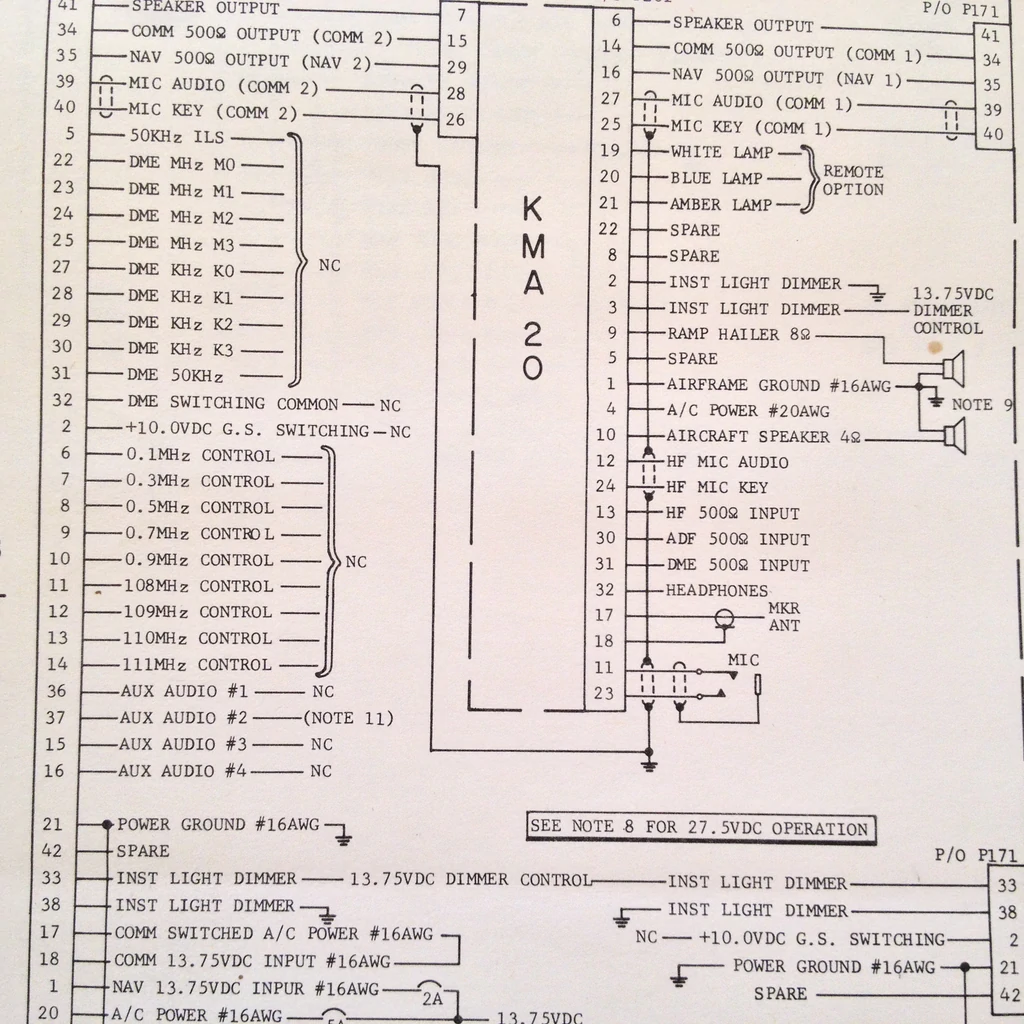 41 SPEAKER OUTPUT 7
34 COMM 500Ω OUTPUT (COMM 2) 15
35 NAV 500Ω OUTPUT (NAV 2) 29
39 MIC AUDIO (COMM 2) 28
40 MIC KEY (COMM 2) 26
5 50KHz ILS
22 DME MHz M0
23 DME MHz M1
24 DME MHz M2
25 DME MHz M3
27 DME KHz K0
NC
28 DME KHz K1
29 DME KHz K2
30 DME KHz K3
31 DME 50KHz
32 DME SWITCHING COMMON NC
2 +10.0VDC G.S. SWITCHING NC
6 0.1MHz CONTROL
7 0.3MHz CONTROL
8 0.5MHz CONTROL
9 0.7MHz CONTROL
10 0.9MHz CONTROL NC
11 108MHz CONTROL
12 109MHz CONTROL
13 110MHz CONTROL
14 111MHz CONTROL
36 AUX AUDIO #1 NC
37 AUX AUDIO #2 (NOTE 11)
15 AUX AUDIO #3 NC
16 AUX AUDIO #4 NC
KMA 20
P/O P171
6 SPEAKER OUTPUT 41
14 COMM 500Ω OUTPUT (COMM 1) 34
16 NAV 500Ω OUTPUT (NAV 1) 35
27 MIC AUDIO (COMM 1) 39
25 MIC KEY (COMM 1) 40
19 WHITE LAMP
20 BLUE LAMP
REMOTE
OPTION
21 AMBER LAMP
22 SPARE
8 SPARE
2 INST LIGHT DIMMER
3 INST LIGHT DIMMER
13.75VDC
DIMMER
CONTROL
9 RAMP HAILER 8Ω
5 SPARE
1 AIRFRAME GROUND #16AWG
NOTE 9
4 A/C POWER #20AWG
10 AIRCRAFT SPEAKER 4Ω
12 HF MIC AUDIO
24 HF MIC KEY
13 HF 500Ω INPUT
30 ADF 500Ω INPUT
31 DME 500Ω INPUT
32 HEADPHONES
17
MKR
ANT
18
11
MIC
23
21 POWER GROUND #16AWG
SEE NOTE 8 FOR 27.5VDC OPERATION
42 SPARE
P/O P171
33 INST LIGHT DIMMER 13.75VDC DIMMER CONTROL INST LIGHT DIMMER 33
38 INST LIGHT DIMMER INST LIGHT DIMMER 38
17 COMM SWITCHED A/C POWER #16AWG NC +10.0VDC G.S. SWITCHING 2
18 COMM 13.75VDC INPUT #16AWG POWER GROUND #16AWG 21
1 NAV 13.75VDC INPUR #16AWG 2A SPARE 42
20 A/C POWER #16AWG 5A 13.75VDC